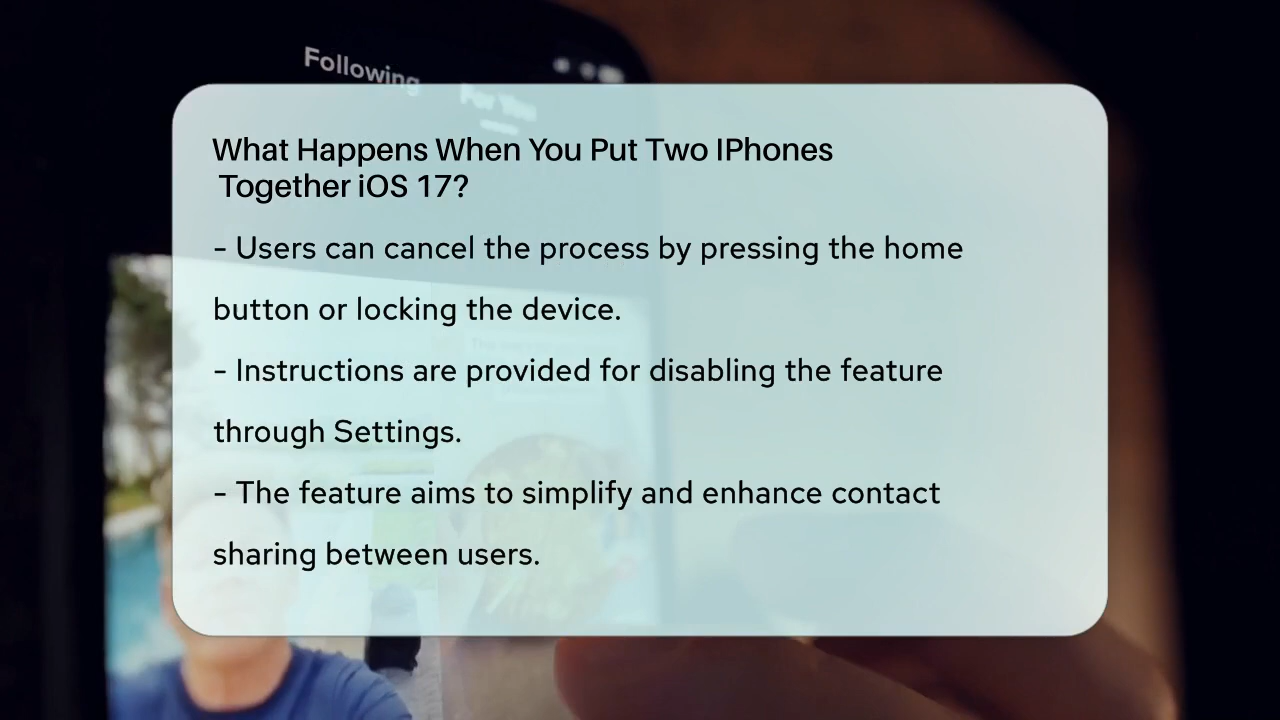 Following
For You
What Happens When You Put Two IPhones
Together iOS 17?
– Users can cancel the process by pressing the home
button or locking the device.
– Instructions are provided for disabling the feature
through Settings.
– The feature aims to simplify and enhance contact
sharing between users.